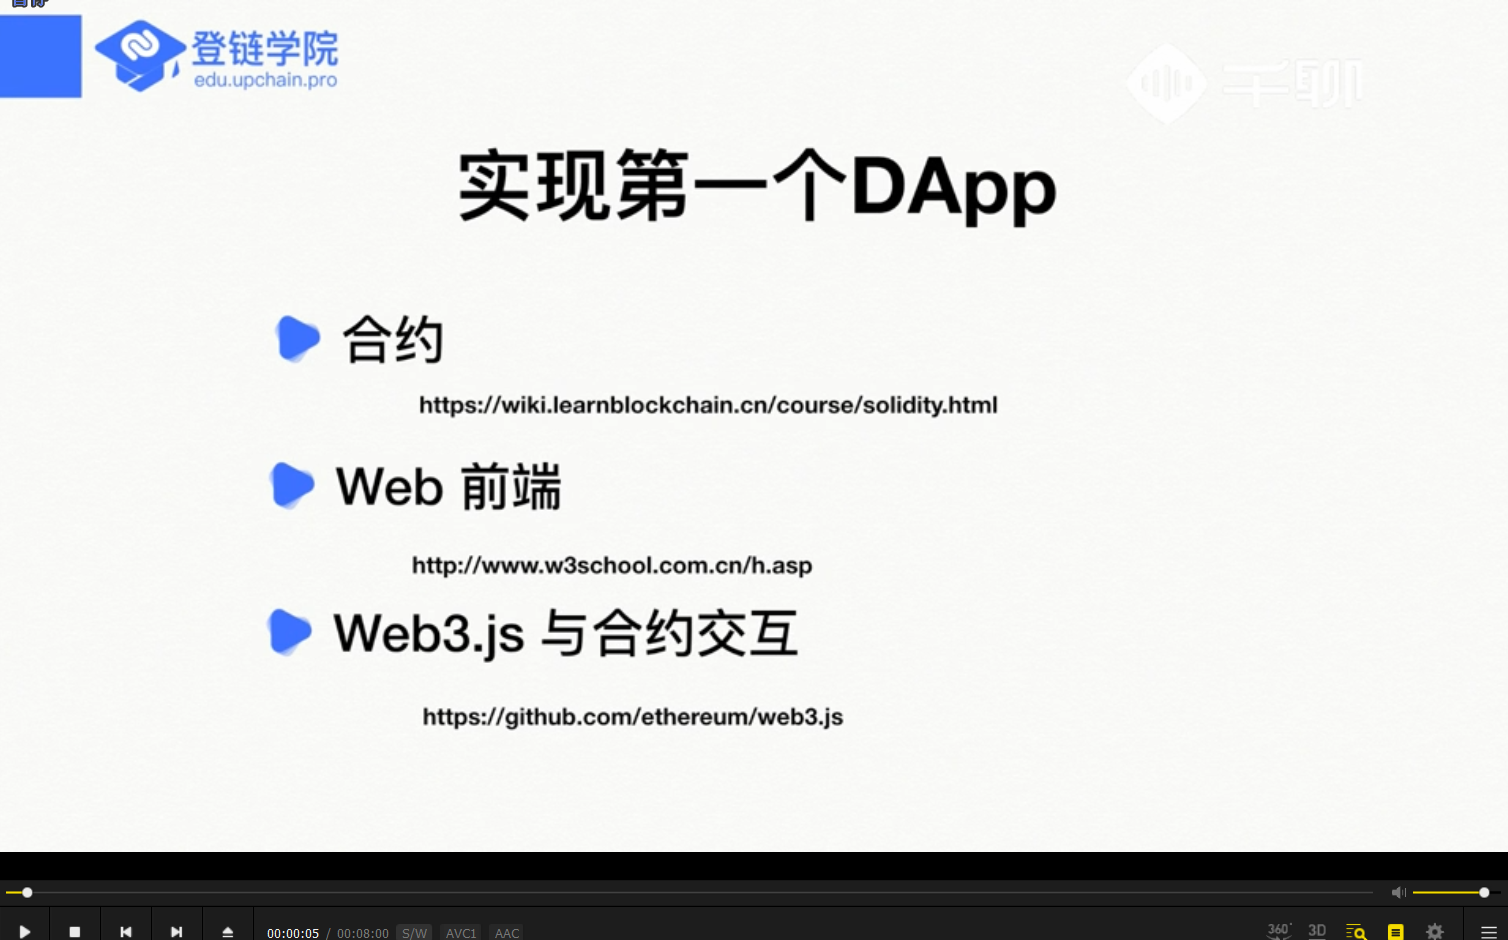 暂停
登链学院
edu.upchain.pro
千聊
实现第一个DApp
合约
https://wiki.learnblockchain.cn/course/solidity.html
Web 前端
http://www.w3school.com.cn/h.asp
Web3.js 与合约交互
https://github.com/ethereum/web3.js
00:00:05 / 00:08:00 S/W AVC1 AAC 360° 3D